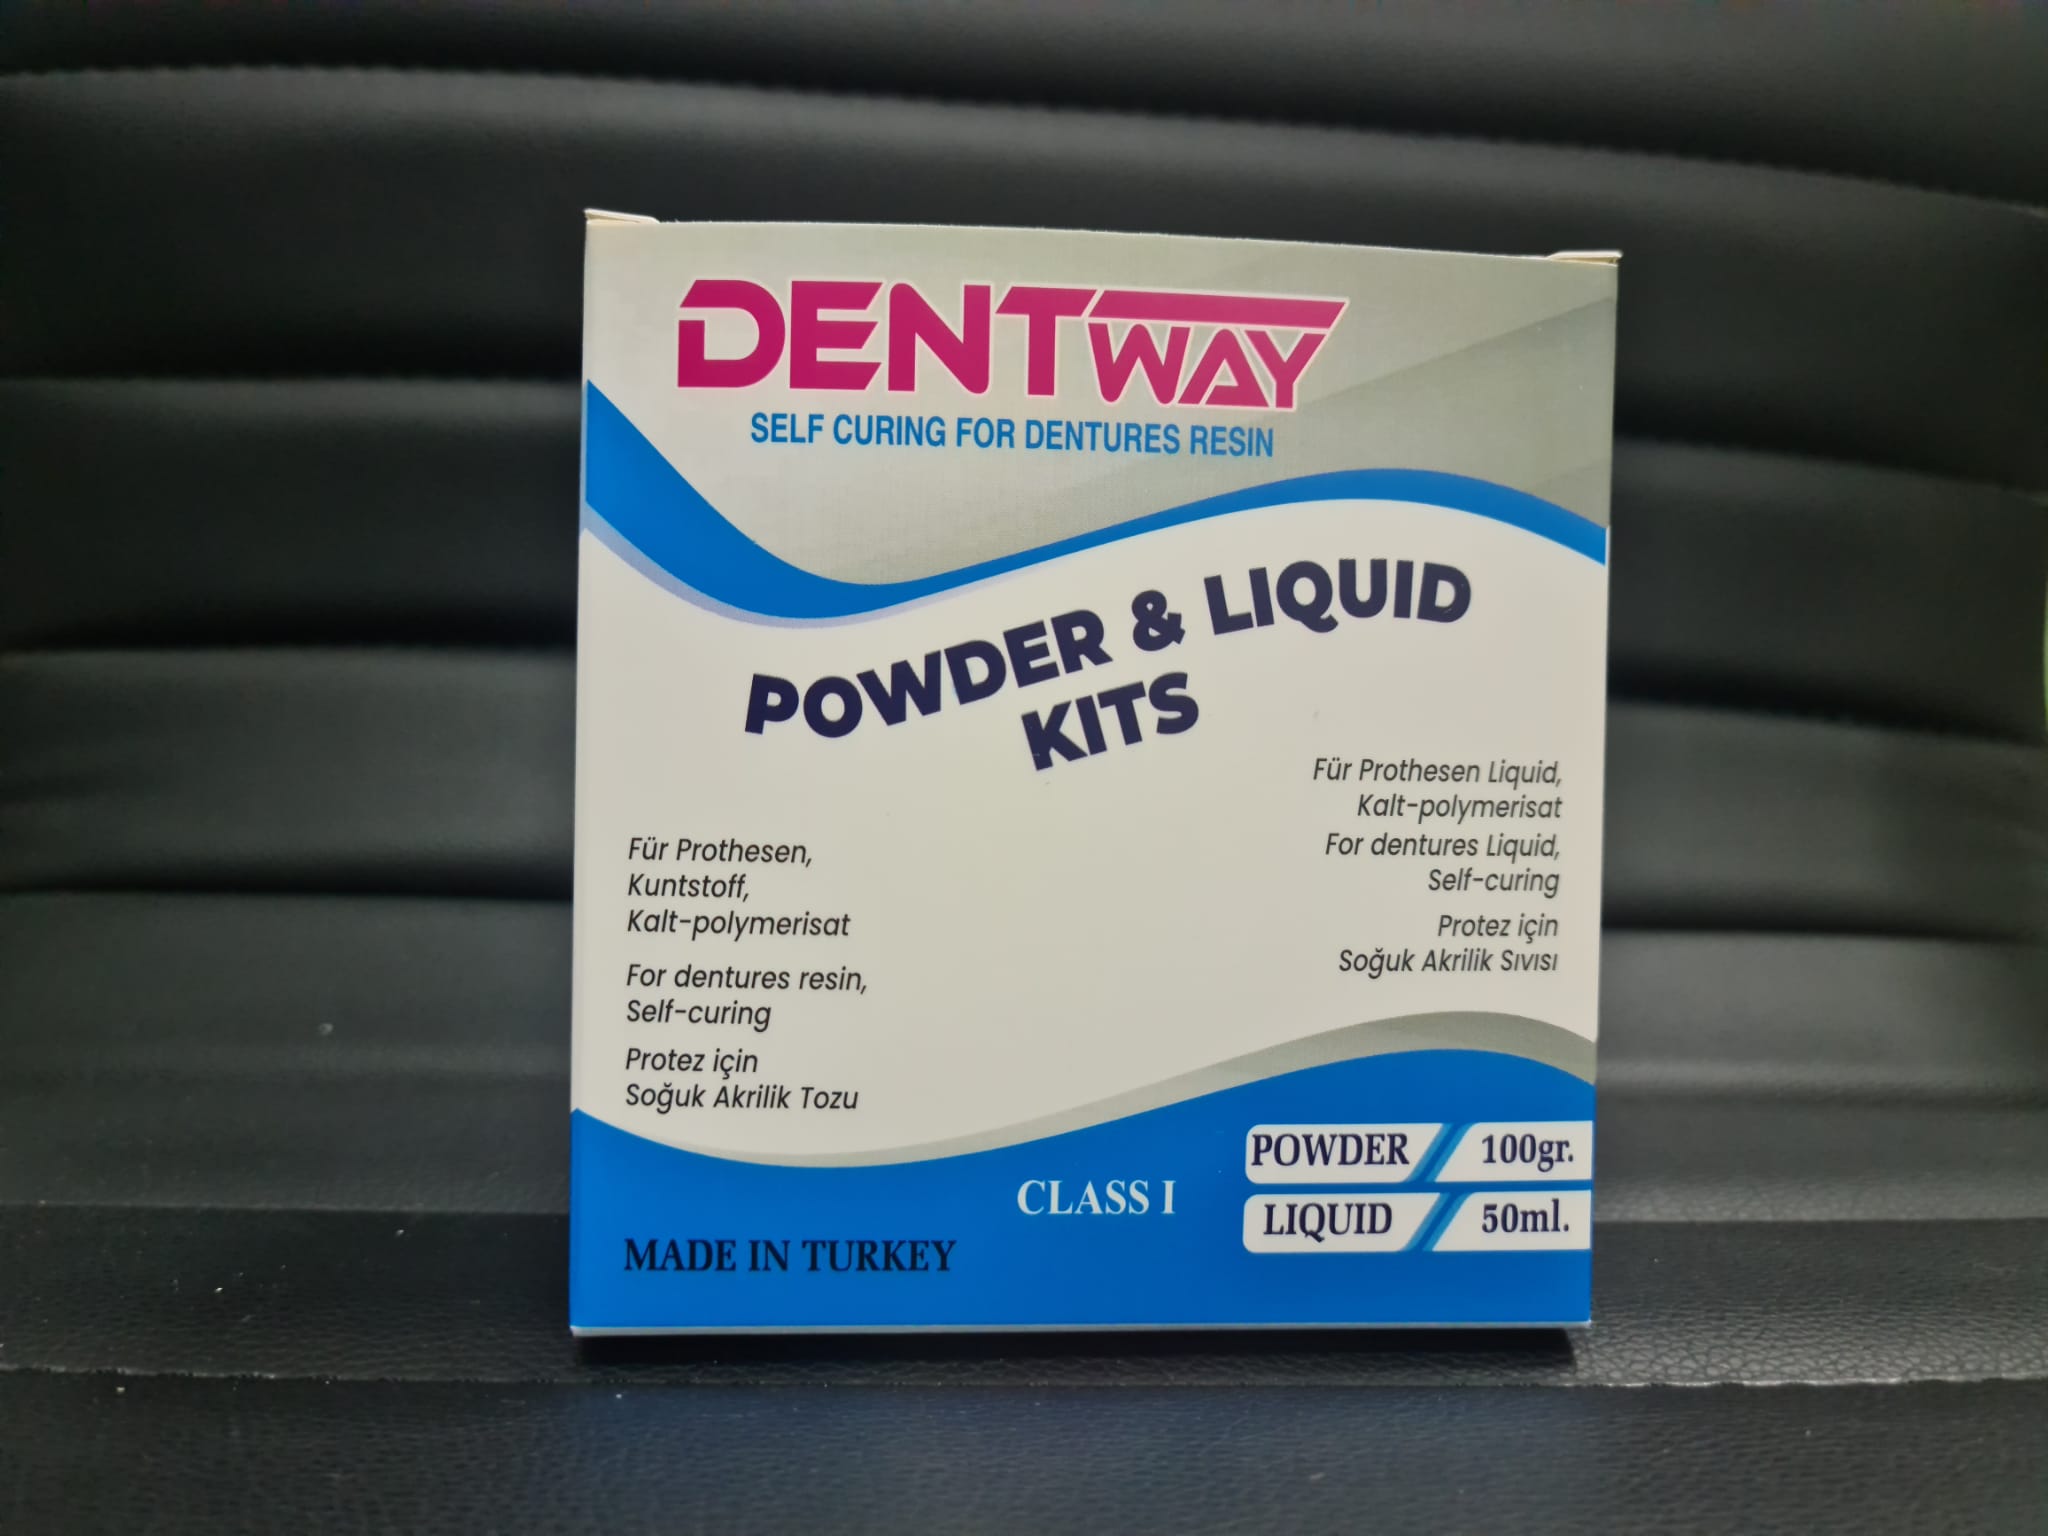 DENTWAY
SELF CURING FOR DENTURES RESIN
POWDER & LIQUID
KITS
Für Prothesen,
Kuntstoff,
Kalt-polymerisat
For dentures resin,
Self-curing
Protez için
Soğuk Akrilik Tozu
Für Prothesen Liquid,
Kalt-polymerisat
For dentures Liquid,
Self-curing
Protez için
Soğuk Akrilik Sıvısı
POWDER 100gr.
LIQUID 50ml.
CLASS I
MADE IN TURKEY